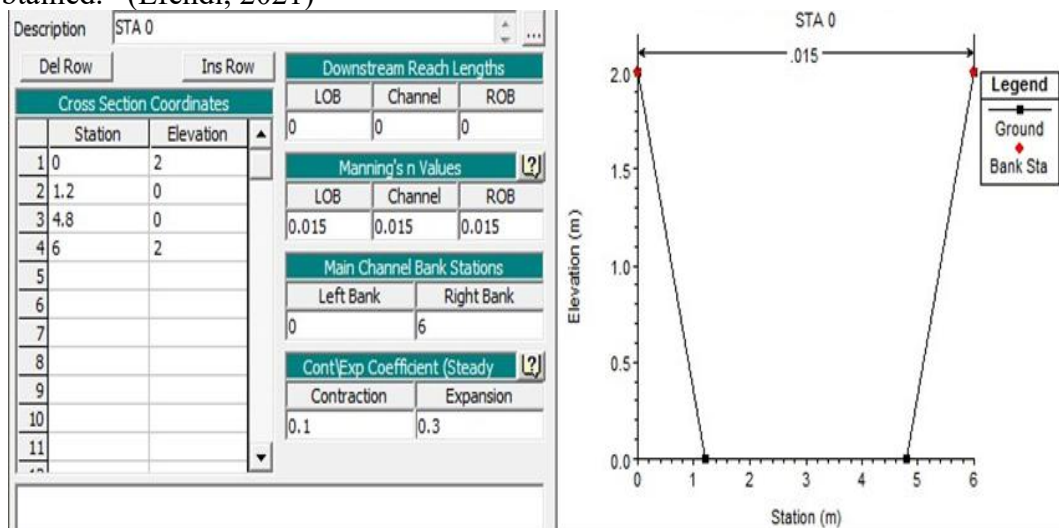 (Efendi, 2021)
Description STA 0 ...
Del Row Ins Row
Cross Section Coordinates
Station Elevation
1 0 2
2 1.2 0
3 4.8 0
4 6 2
5
6
7
8
9
10
11
Downstream Reach Lengths
LOB Channel ROB
0 0 0
Manning's n Values
LOB Channel ROB
0.015 0.015 0.015
Main Channel Bank Stations
Left Bank Right Bank
0 6
Cont\Exp Coefficient (Steady
Contraction Expansion
0.1 0.3
STA 0
.015
2.0
1.5
1.0
0.5
0.0
0 1 2 3 4 5 6
Elevation (m)
Station (m)
Legend
Ground
Bank Sta